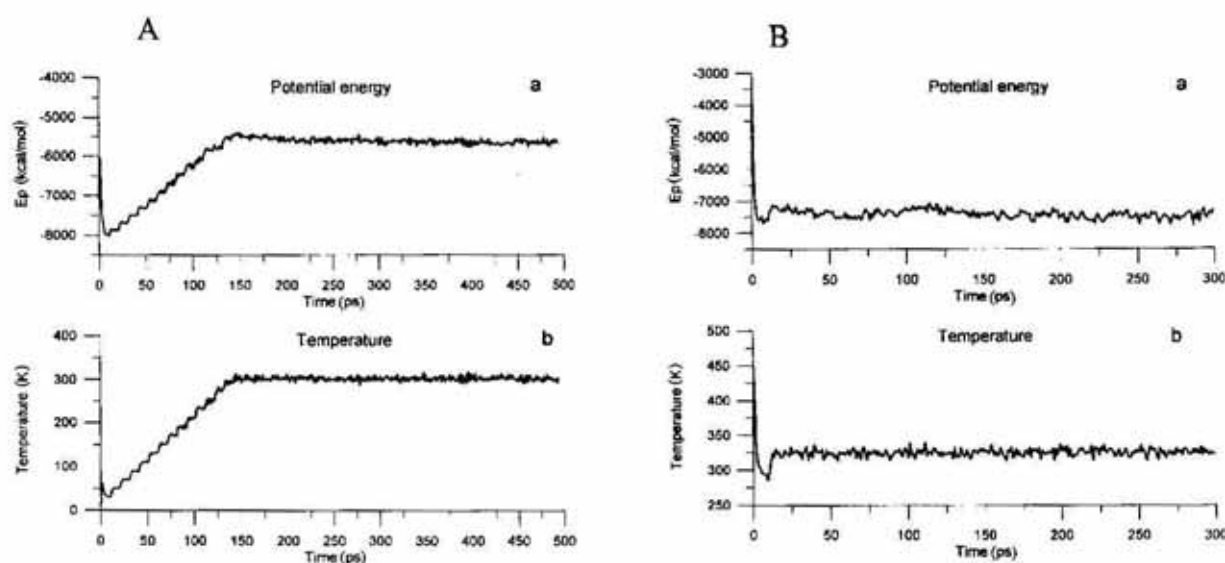 A
Potential energy
a
Ep (kcal/mol)
-4000
-5000
-6000
-7000
-8000
0 50 100 150 200 250 300 350 400 450 500
Time (ps)
Temperature
b
Temperature (K)
400
300
200
100
0
0 50 100 150 200 250 300 350 400 450 500
Time (ps)
B
Potential energy
a
Ep (kcal/mol)
-3000
-4000
-5000
-6000
-7000
-8000
0 50 100 150 200 250 300
Time (ps)
Temperature
b
Temperature (K)
500
450
400
350
300
250
0 50 100 150 200 250 300
Time (ps)